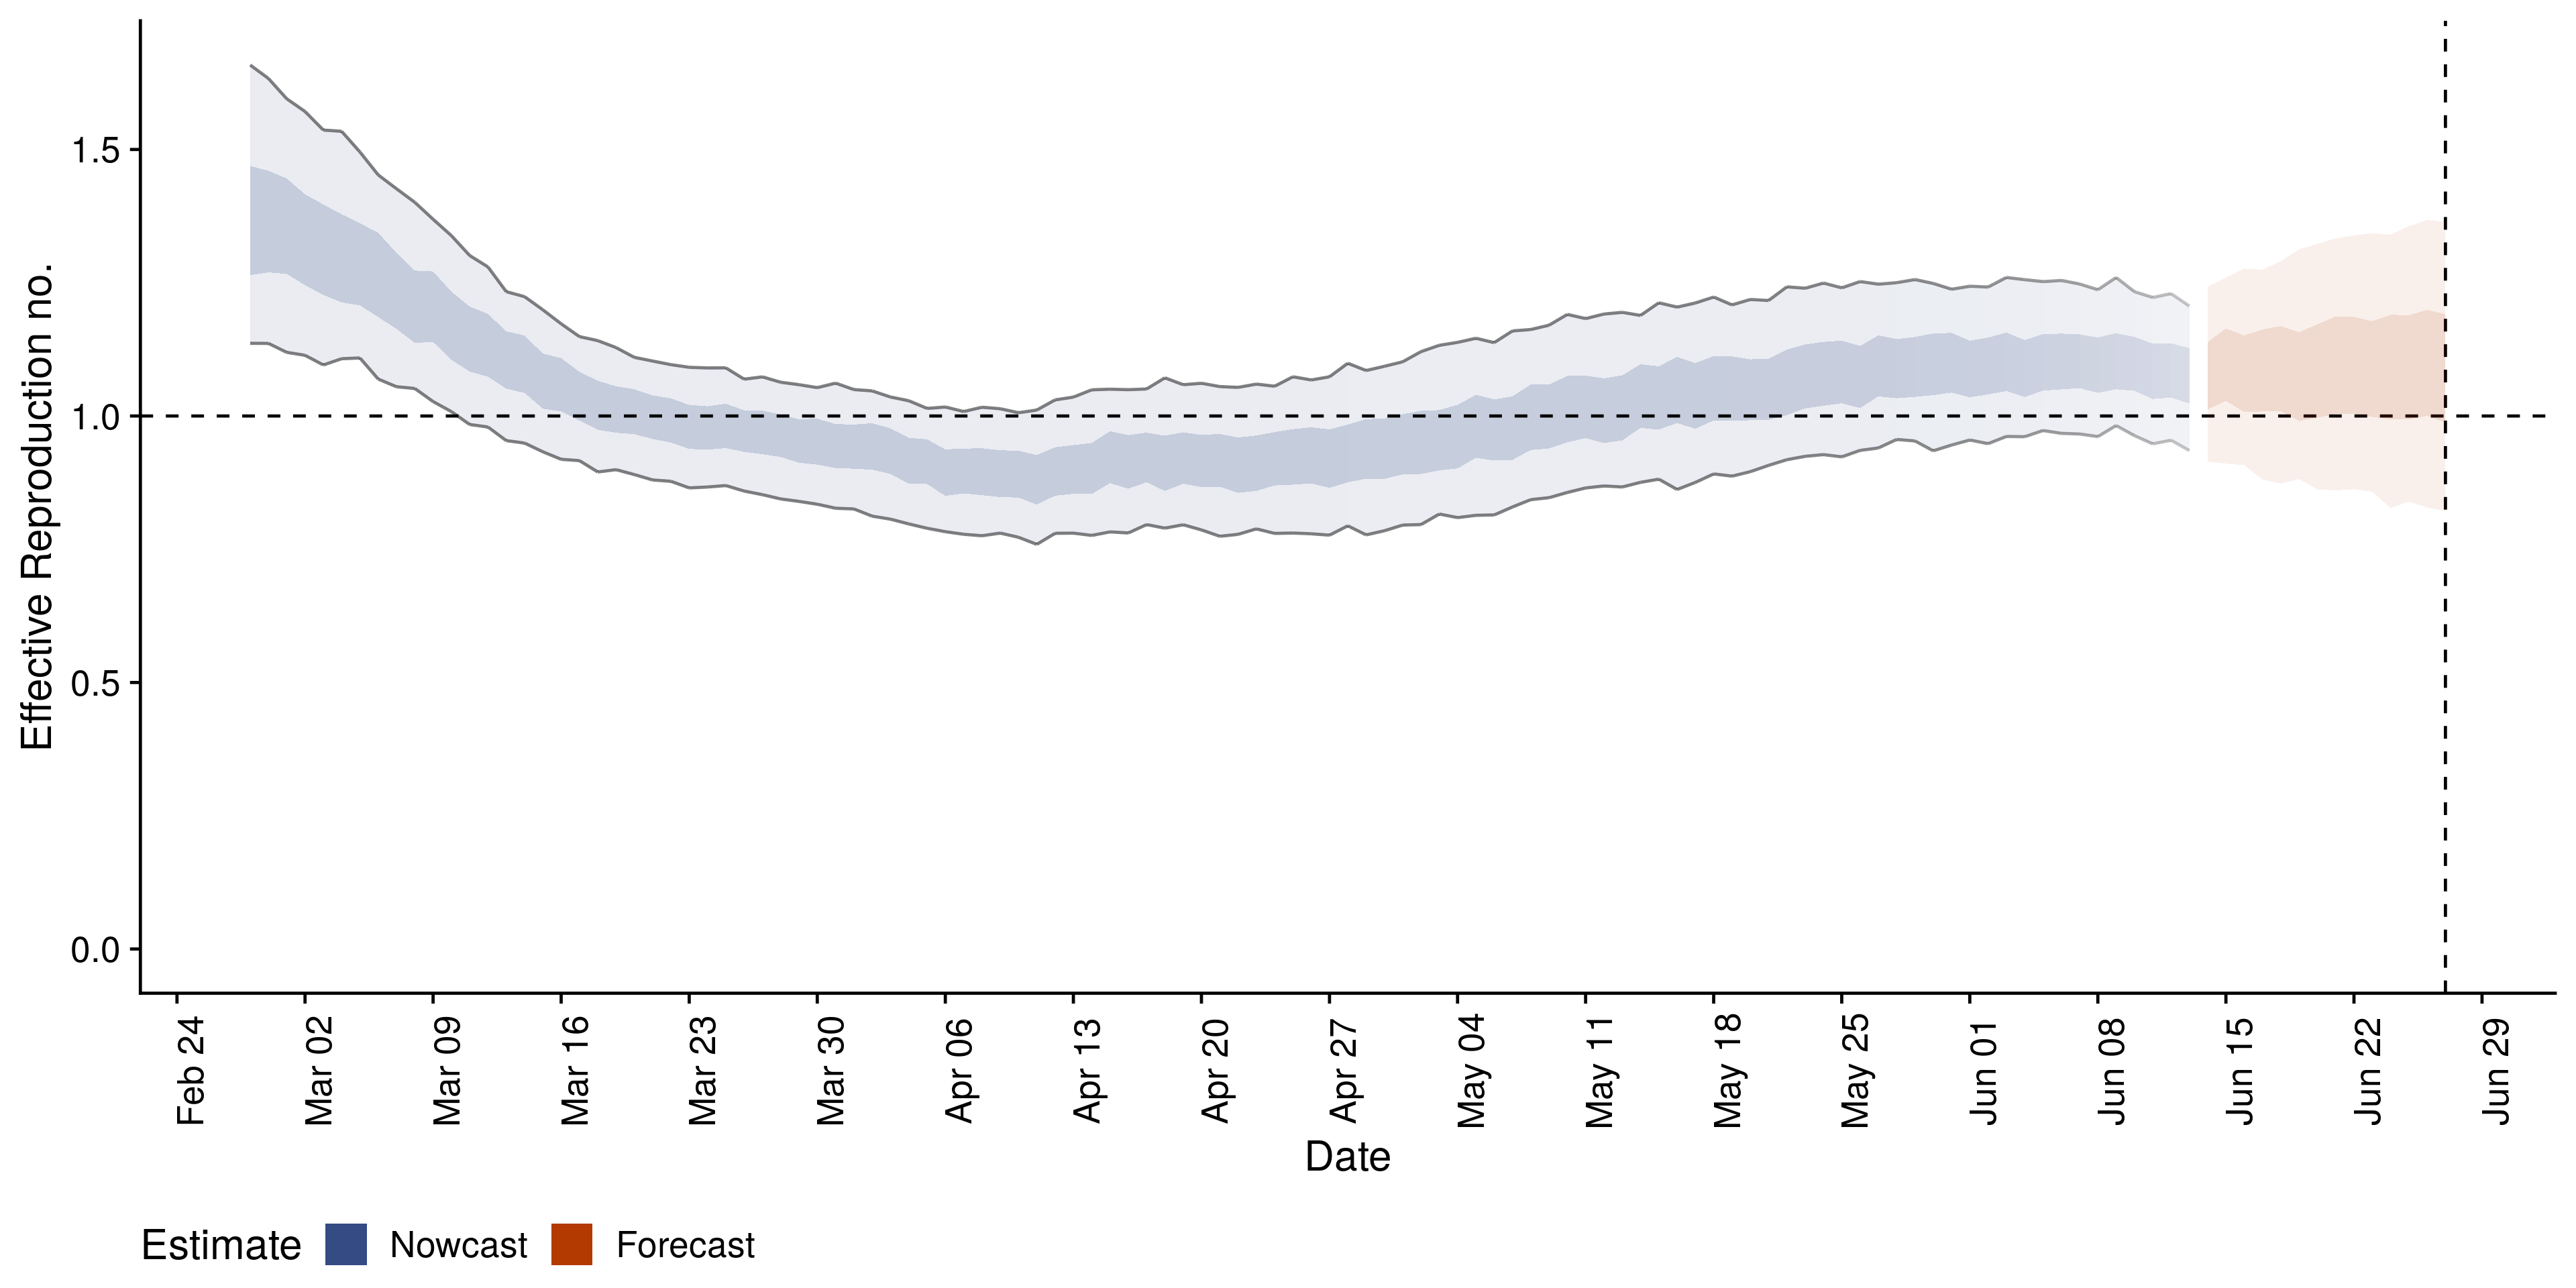 Effective Reproduction no.
1.5
1.0
0.5
0.0
Feb 24
Mar 02
Mar 09
Mar 16
Mar 23
Mar 30
Apr 06
Apr 13
Apr 20
Apr 27
May 04
May 11
May 18
May 25
Jun 01
Jun 08
Jun 15
Jun 22
Jun 29
Date
Estimate Nowcast Forecast